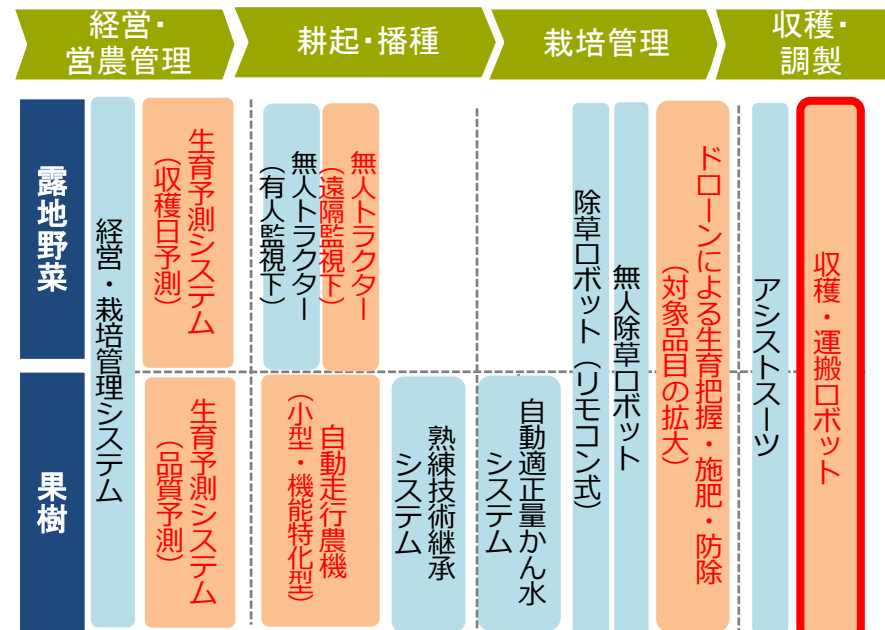 経営・
営農管理
耕起・播種
栽培管理
収穫・
調製
露地野菜
果樹
経営・栽培管理システム
生育予測システム
（収穫日予測）
生育予測システム
（品質予測）
無人トラクター
（有人監視下）
無人トラクター
（遠隔監視下）
自動走行農機
（小型・機能特化型）
熟練技術継承
システム
自動適正量かん水
システム
除草ロボット（リモコン式）
無人除草ロボット
ドローンによる生育把握・施肥・防除
（対象品目の拡大）
アシストスーツ
収穫・運搬ロボット